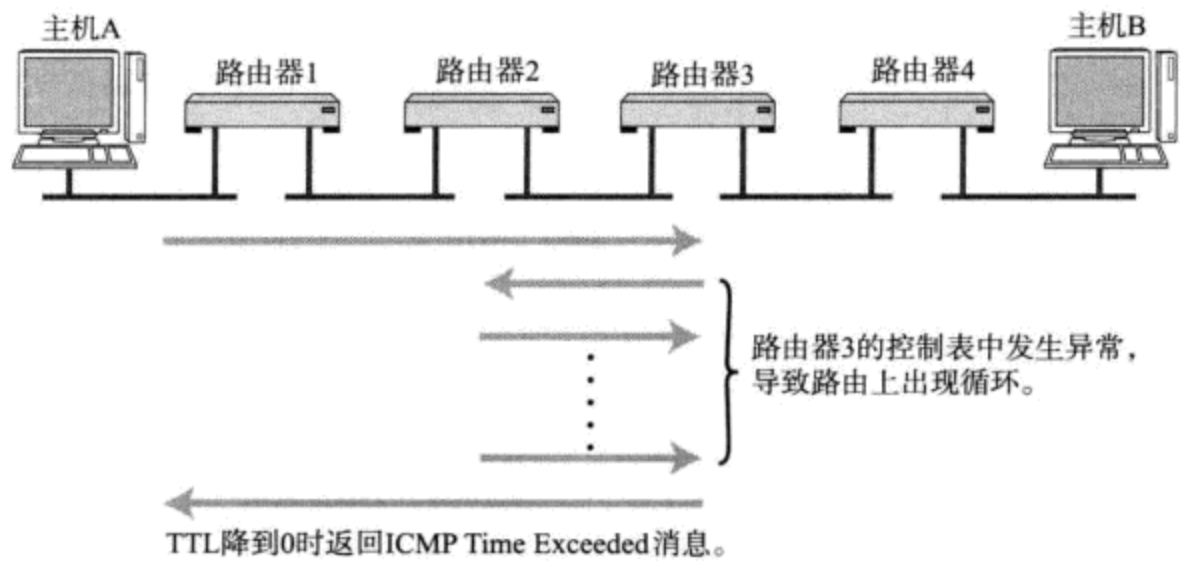 主机A
主机B
路由器1
路由器2
路由器3
路由器4
路由器3的控制表中发生异常，
导致路由上出现循环。
TTL降到0时返回ICMP Time Exceeded消息。